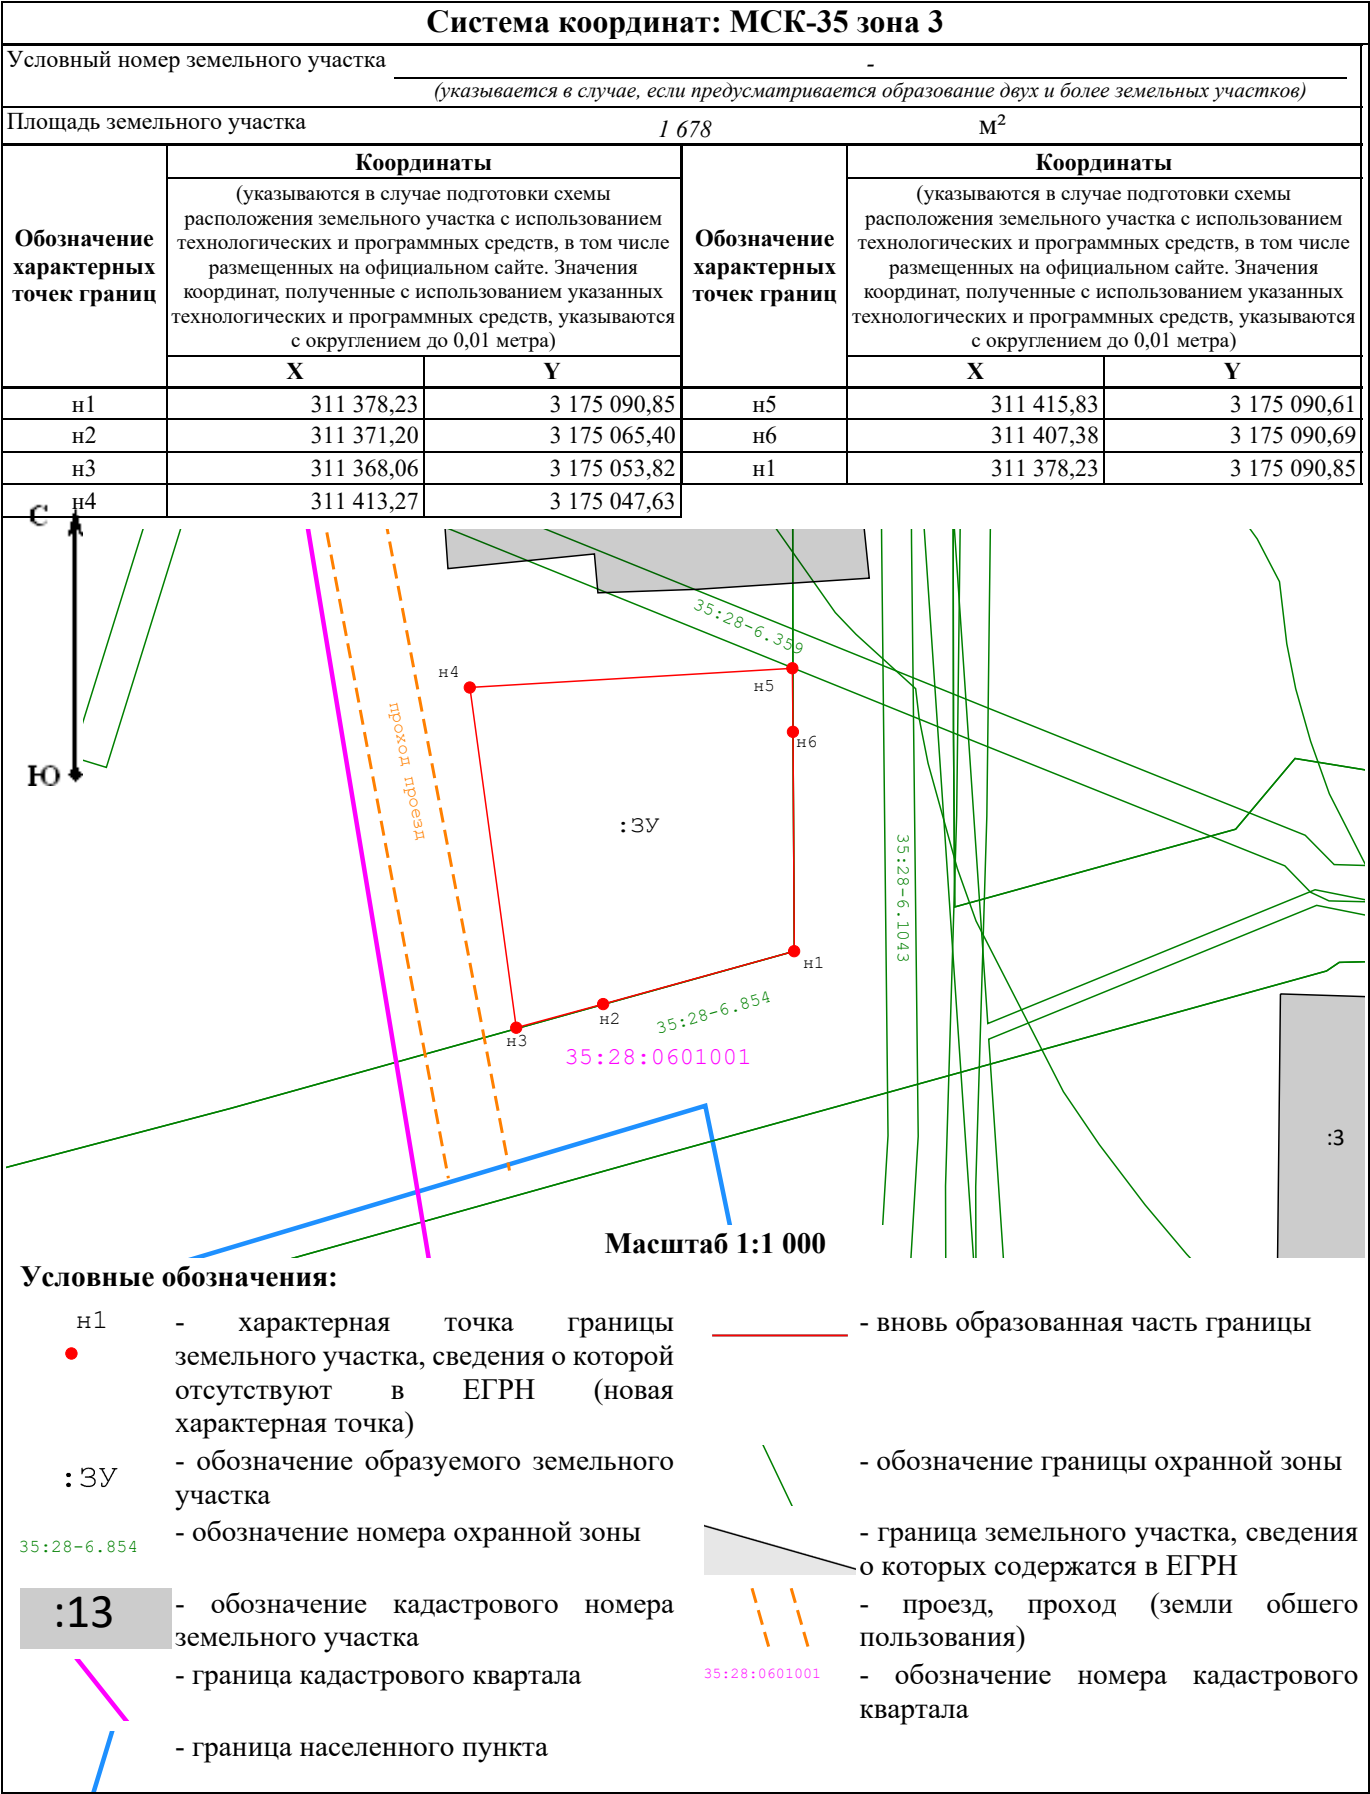 Система координат: МСК-35 зона 3
Условный номер земельного участка -
(указывается в случае, если предусматривается образование двух и более земельных участков)
Площадь земельного участка 1 678 м²
Обозначение
характерных
точек границ
Координаты
(указываются в случае подготовки схемы
расположения земельного участка с использованием
технологических и программных средств, в том числе
размещенных на официальном сайте. Значения
координат, полученные с использованием указанных
технологических и программных средств, указываются
с округлением до 0,01 метра)
X Y
Обозначение
характерных
точек границ
Координаты
(указываются в случае подготовки схемы
расположения земельного участка с использованием
технологических и программных средств, в том числе
размещенных на официальном сайте. Значения
координат, полученные с использованием указанных
технологических и программных средств, указываются
с округлением до 0,01 метра)
X Y
н1 311 378,23 3 175 090,85 н5 311 415,83 3 175 090,61
н2 311 371,20 3 175 065,40 н6 311 407,38 3 175 090,69
н3 311 368,06 3 175 053,82 н1 311 378,23 3 175 090,85
н4 311 413,27 3 175 047,63
С
35:28-6.359
н4
н5
проход проезд
н6
Ю
:ЗУ
35:28-6.1043
н1
35:28-6.854
н2
н3
35:28:0601001
:3
Масштаб 1:1 000
Условные обозначения:
н1
- характерная точка границы
земельного участка, сведения о которой
отсутствуют в ЕГРН (новая
характерная точка)
- вновь образованная часть границы
:ЗУ
- обозначение образуемого земельного
участка
- обозначение границы охранной зоны
35:28-6.854
- обозначение номера охранной зоны
- граница земельного участка, сведения
о которых содержатся в ЕГРН
:13
- обозначение кадастрового номера
земельного участка
- проезд, проход (земли обшего
пользования)
- граница кадастрового квартала
35:28:0601001
- обозначение номера кадастрового
квартала
- граница населенного пункта